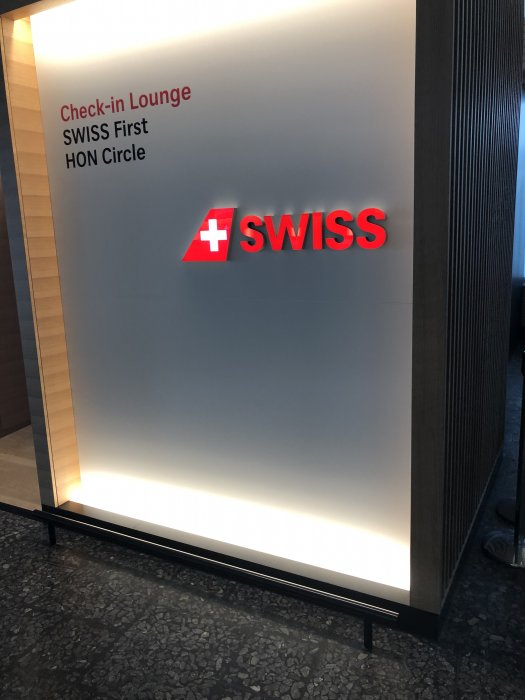 Check-in Lounge
SWISS First
HON Circle
SWISS